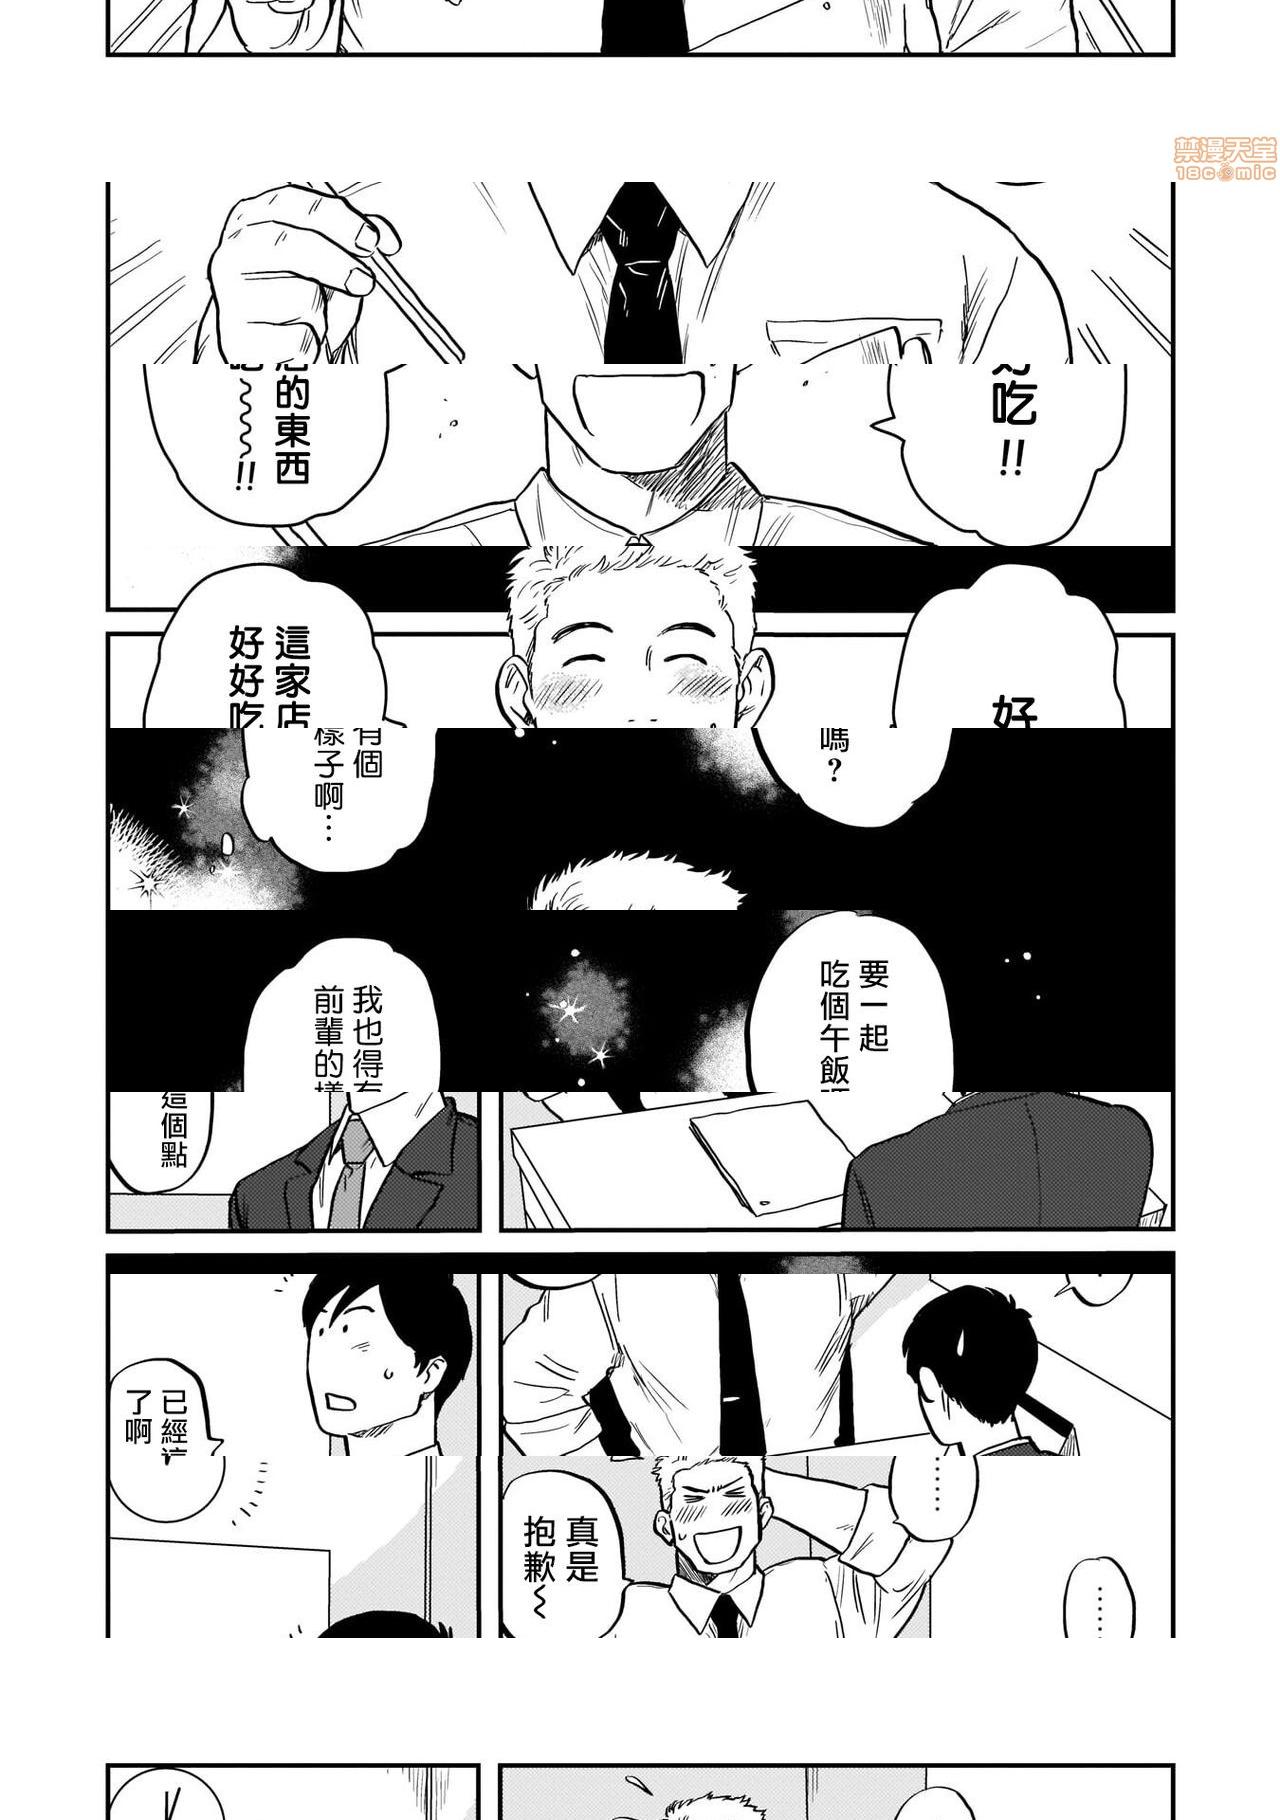 禁漫天堂
18comic
吃!!
的東西
～～～!!
好
這家店
好好吃
嗎?
有個
樣子啊…
要一起
吃個午飯
我也得有
前輩的樣
這個點
已經
了啊
……
真是
抱歉～
……